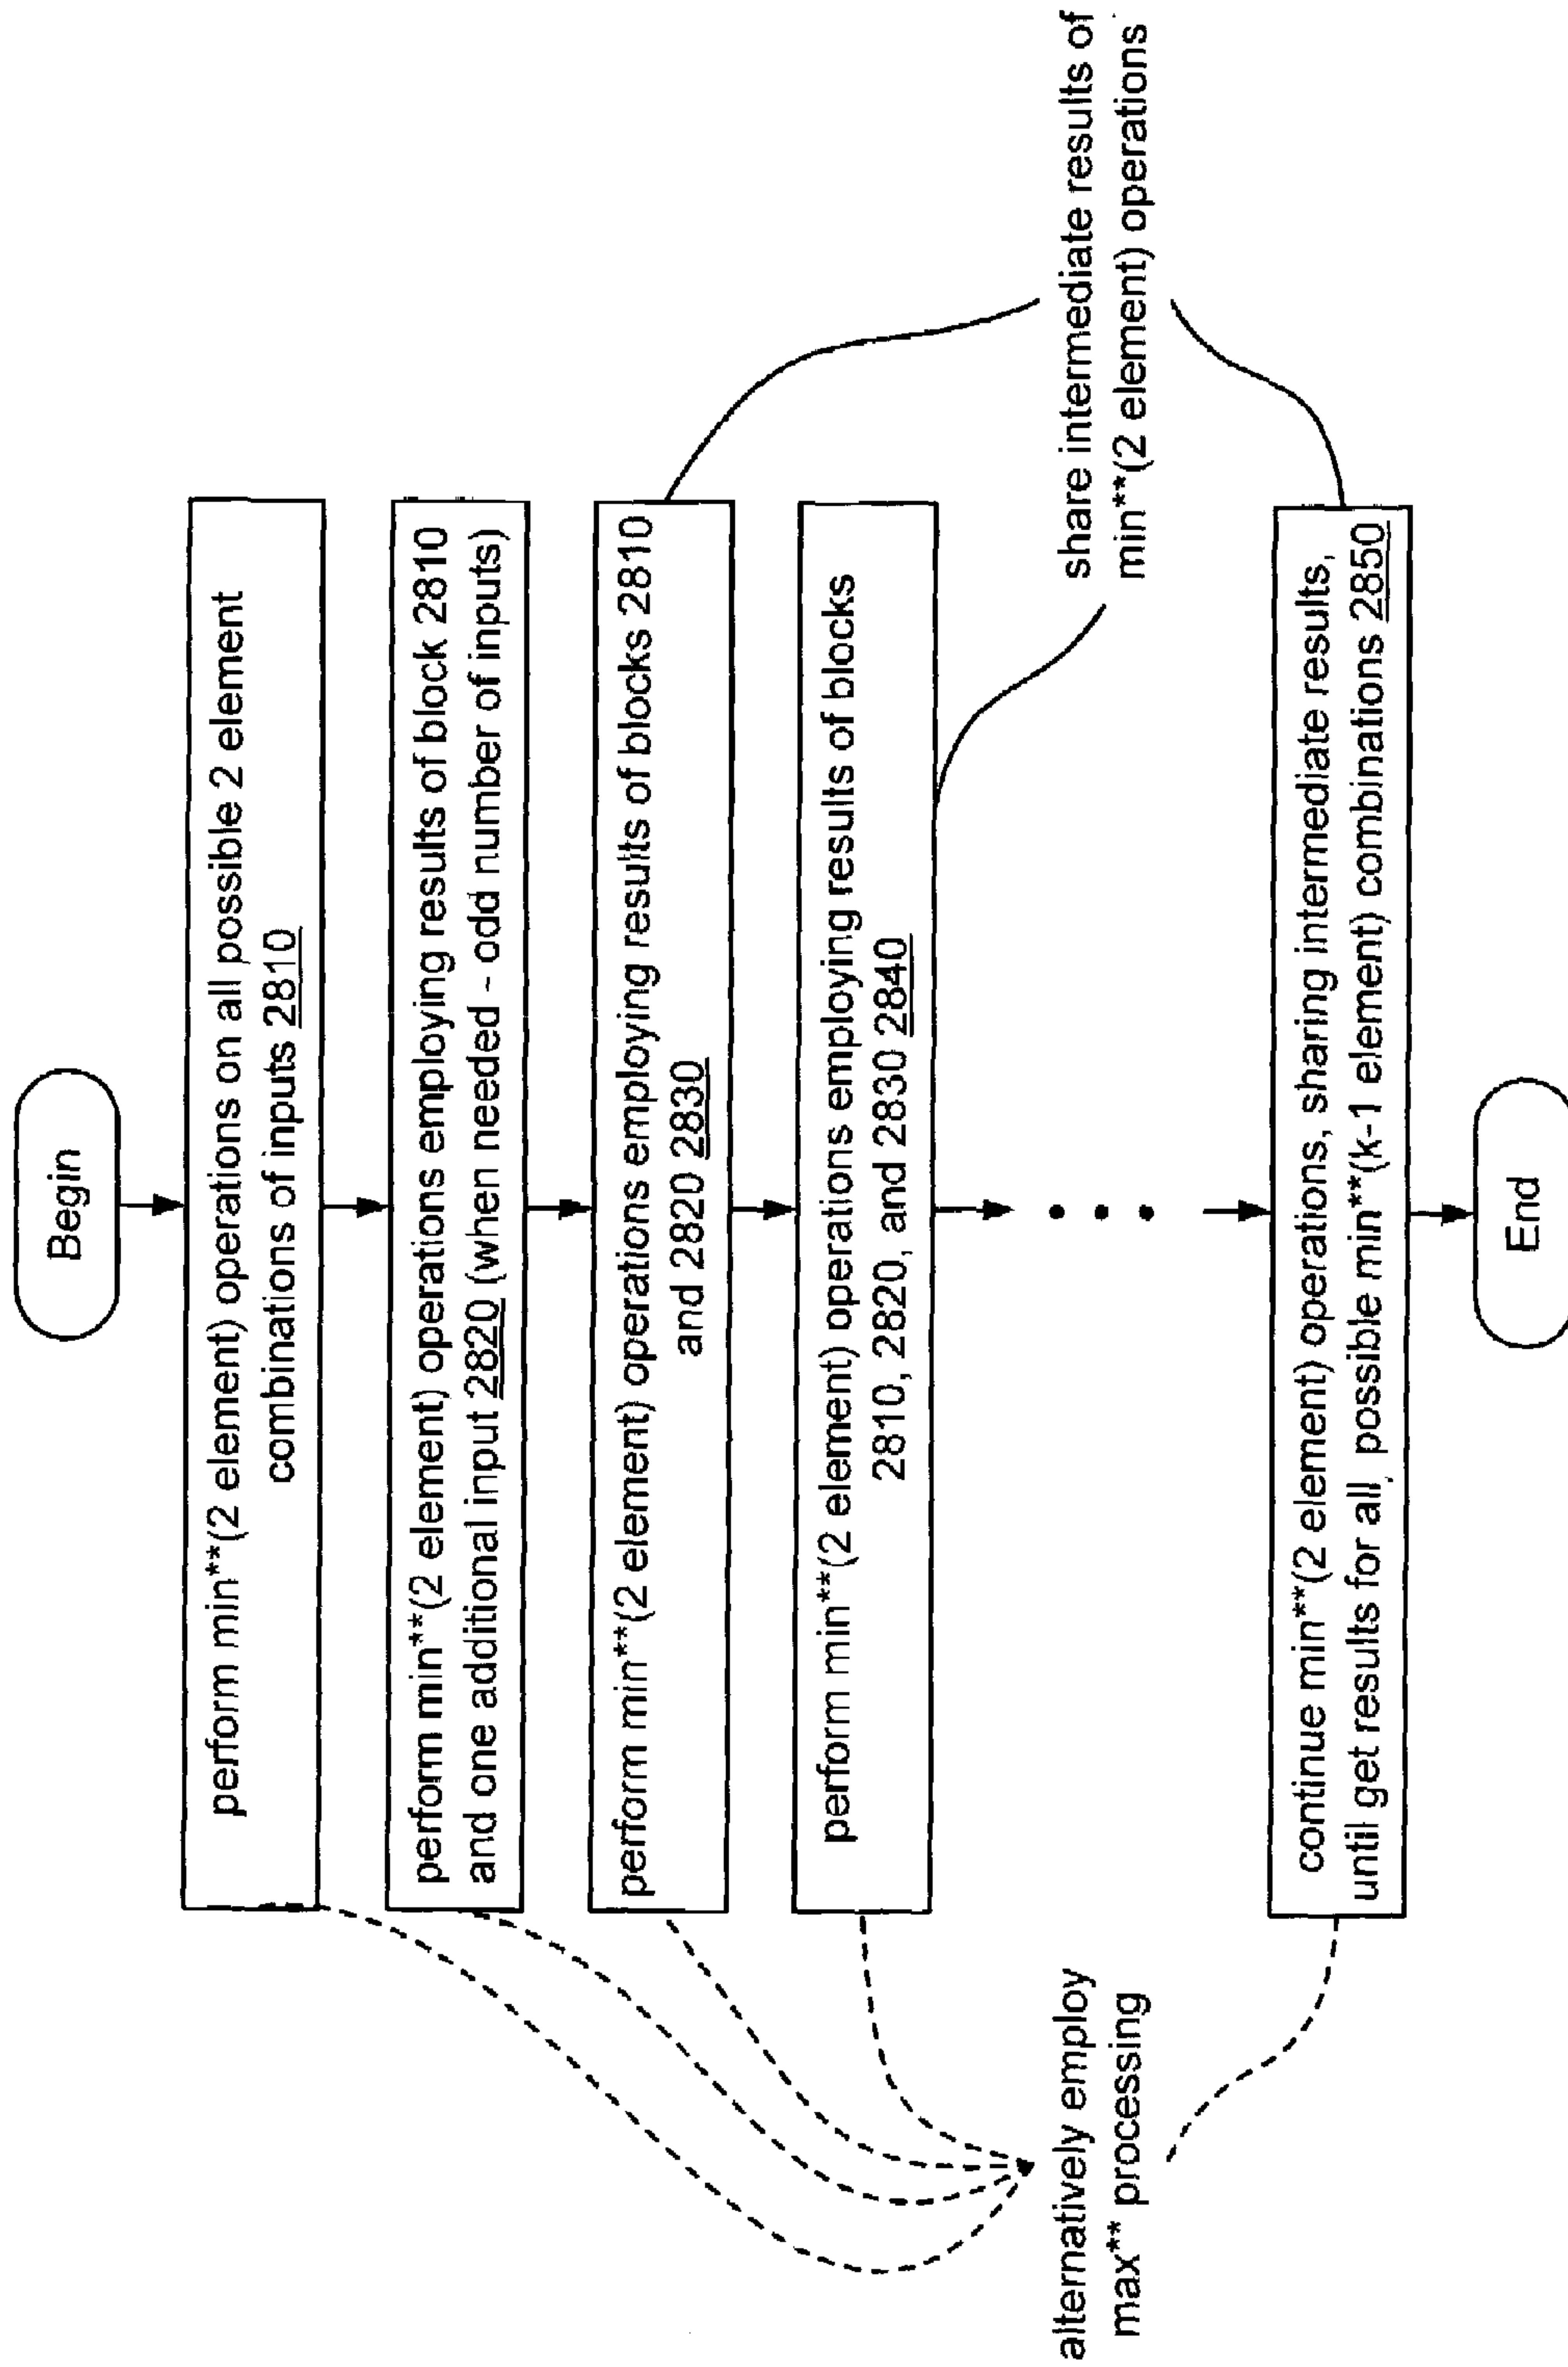 Begin
perform min**(2 element) operations on all possible 2 element
combinations of inputs 2810
perform min**(2 element) operations employing results of block 2810
and one additional input 2820 (when needed - odd number of inputs)
perform min**(2 element) operations employing results of blocks 2810
and 2820 2830
perform min**(2 element) operations employing results of blocks
2810, 2820, and 2830 2840
continue min**(2 element) operations, sharing intermediate results,
until get results for all possible min**(k-1 element) combinations 2850
End
alternatively employ
max** processing
share intermediate results of
min**(2 element) operations